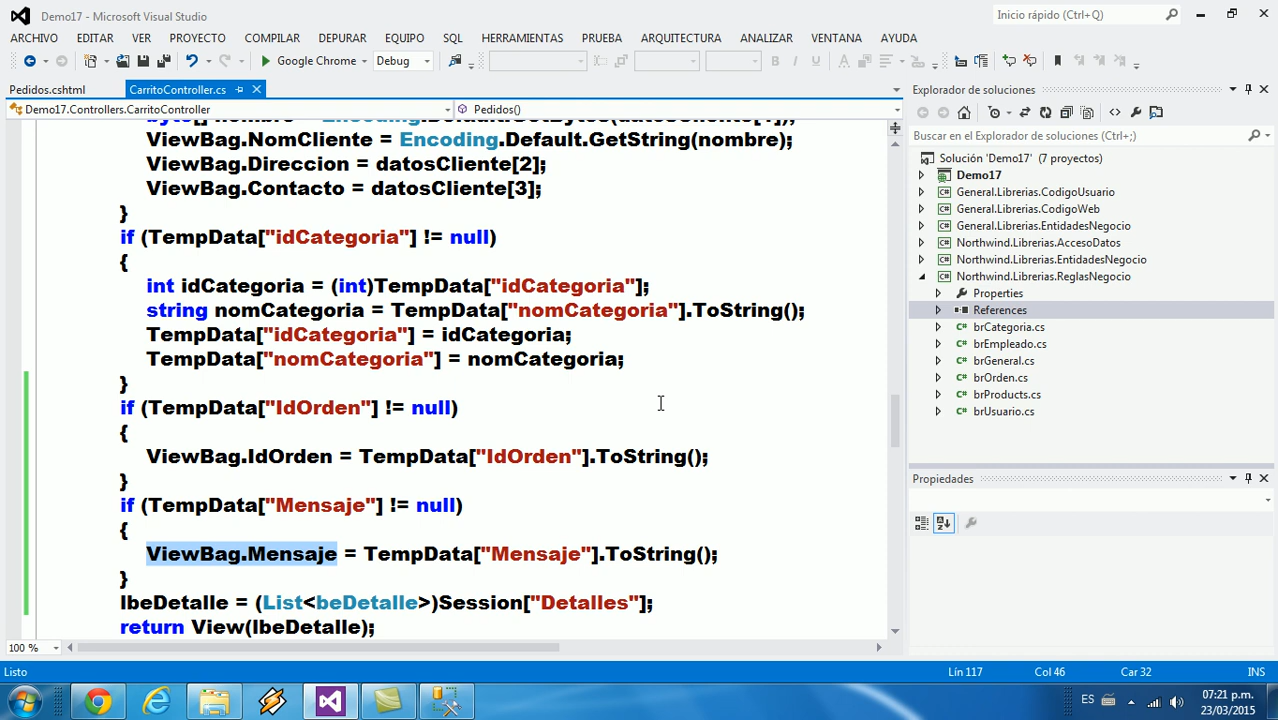 Demo17 - Microsoft Visual Studio
Inicio rápido (Ctrl+Q)
ARCHIVO EDITAR VER PROYECTO COMPILAR DEPURAR EQUIPO SQL HERRAMIENTAS PRUEBA ARQUITECTURA ANALIZAR VENTANA AYUDA
Google Chrome Debug
Pedidos.cshtml CarritoController.cs
Demo17.Controllers.CarritoController Pedidos()
ViewBag.NomCliente = Encoding.Default.GetString(nombre);
ViewBag.Direccion = datosCliente[2];
ViewBag.Contacto = datosCliente[3];
}
if (TempData["idCategoria"] != null)
{
int idCategoria = (int)TempData["idCategoria"];
string nomCategoria = TempData["nomCategoria"].ToString();
TempData["idCategoria"] = idCategoria;
TempData["nomCategoria"] = nomCategoria;
}
if (TempData["IdOrden"] != null)
{
ViewBag.IdOrden = TempData["IdOrden"].ToString();
}
if (TempData["Mensaje"] != null)
{
ViewBag.Mensaje = TempData["Mensaje"].ToString();
}
lbeDetalle = (List<beDetalle>)Session["Detalles"];
return View(lbeDetalle);
100 %
Explorador de soluciones
Buscar en el Explorador de soluciones (Ctrl+;)
Solución 'Demo17' (7 proyectos)
Demo17
General.Librerias.CodigoUsuario
General.Librerias.CodigoWeb
General.Librerias.EntidadesNegocio
Northwind.Librerias.AccesoDatos
Northwind.Librerias.EntidadesNegocio
Northwind.Librerias.ReglasNegocio
Properties
References
brCategoria.cs
brEmpleado.cs
brGeneral.cs
brOrden.cs
brProducts.cs
brUsuario.cs
Propiedades
Listo Lín 117 Col 46 Car 32 INS
ES 07:21 p.m.
23/03/2015